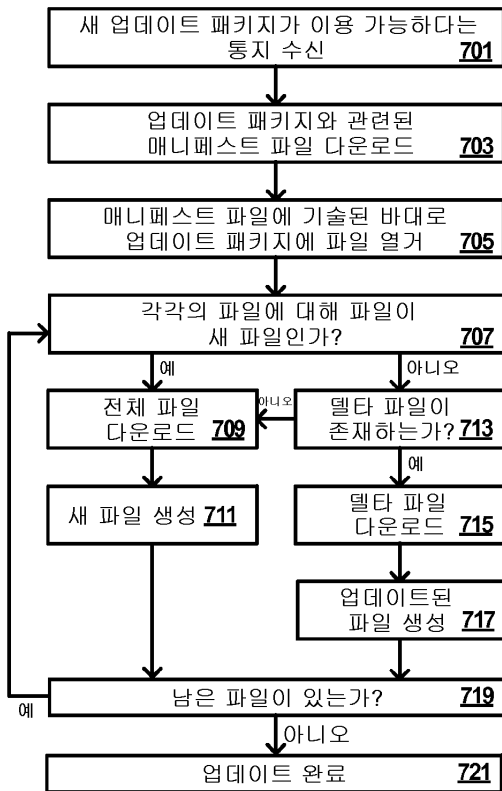 새 업데이트 패키지가 이용 가능하다는
통지 수신 701
업데이트 패키지와 관련된
매니페스트 파일 다운로드 703
매니페스트 파일에 기술된 바대로
업데이트 패키지에 파일 열거 705
각각의 파일에 대해 파일이
새 파일인가? 707
예
아니오
전체 파일
다운로드 709
아니오
델타 파일이
존재하는가? 713
예
새 파일 생성 711
델타 파일
다운로드 715
업데이트된
파일 생성 717
남은 파일이 있는가? 719
예
아니오
업데이트 완료 721